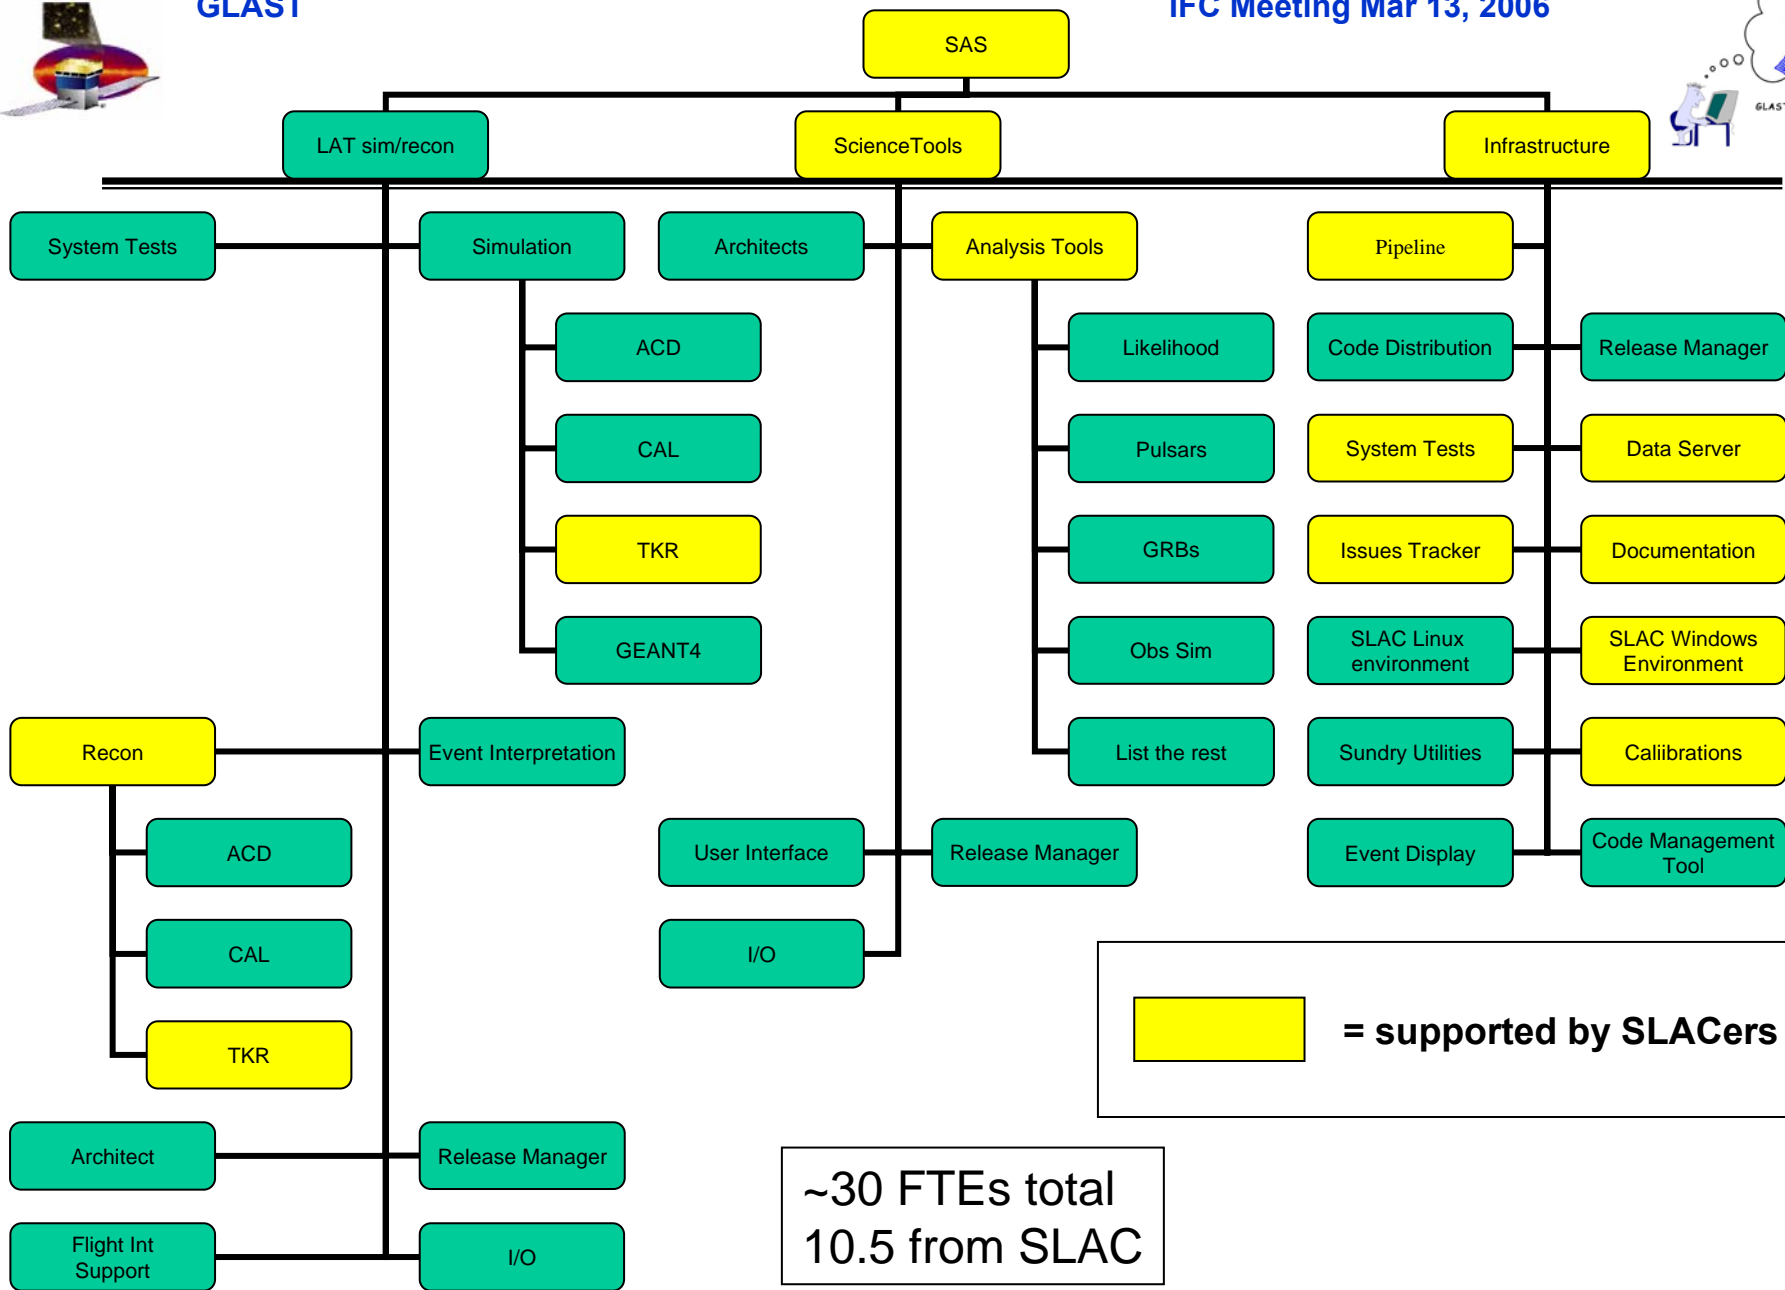 GLAST
IFC Meeting Mar 13, 2006
SAS
LAT sim/recon
ScienceTools
Infrastructure
System Tests
Simulation
Architects
Analysis Tools
Pipeline
ACD
Likelihood
Code Distribution
Release Manager
CAL
Pulsars
System Tests
Data Server
TKR
GRBs
Issues Tracker
Documentation
GEANT4
Obs Sim
SLAC Linux
environment
SLAC Windows
Environment
Recon
Event Interpretation
List the rest
Sundry Utilities
Caliibrations
ACD
User Interface
Release Manager
Event Display
Code Management
Tool
CAL
I/O
TKR
= supported by SLACers
Architect
Release Manager
~30 FTEs total
10.5 from SLAC
Flight Int
Support
I/O
GLAST